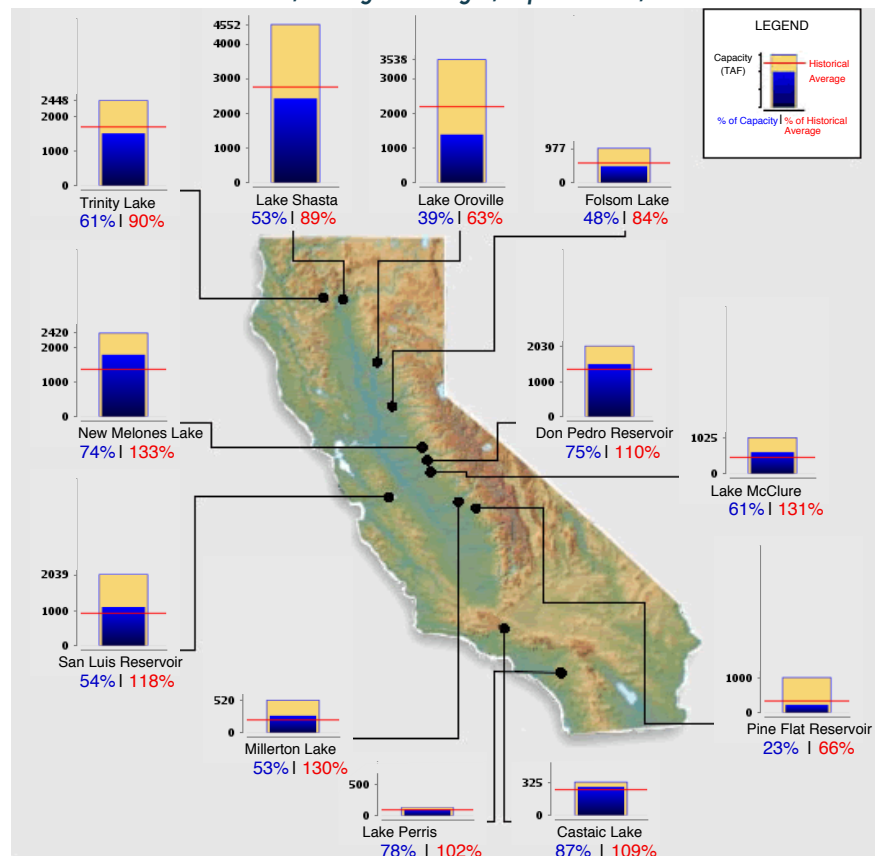 4552
4000
3000
2000
1000
0
Lake Shasta
53% | 89%
3538
3000
2000
1000
0
Lake Oroville
39% | 63%
977
0
Folsom Lake
48% | 84%
LEGEND
Capacity
(TAF)
Historical
Average
% of Capacity | % of Historical
Average
2448
2000
1000
0
Trinity Lake
61% | 90%
2420
2000
1000
0
New Melones Lake
74% | 133%
2030
1000
0
Don Pedro Reservoir
75% | 110%
1025
0
Lake McClure
61% | 131%
2039
1000
0
San Luis Reservoir
54% | 118%
520
0
Millerton Lake
53% | 130%
1000
0
Pine Flat Reservoir
23% | 66%
500
0
Lake Perris
78% | 102%
325
0
Castaic Lake
87% | 109%